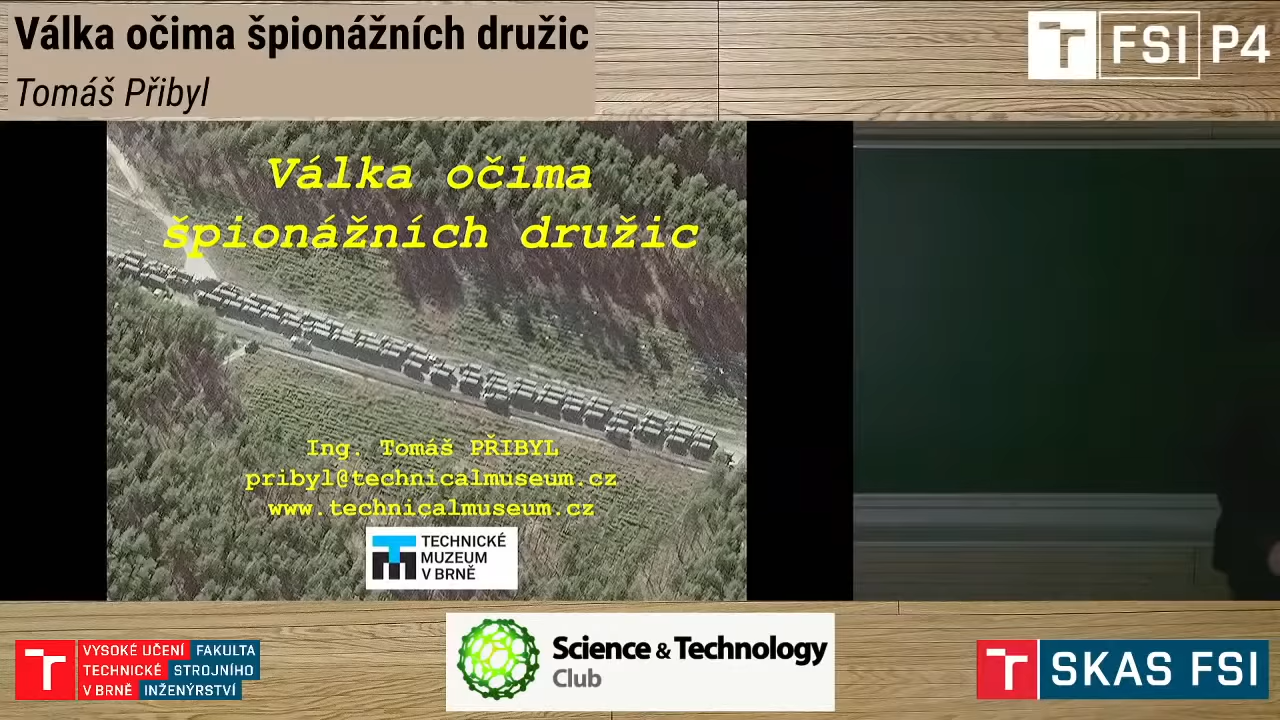 Válka očima špionážních družic
Tomáš Přibyl
FSI P4
Válka očima
špionážních družic
Ing. Tomáš PŘIBYL
pribyl@technicalmuseum.cz
www.technicalmuseum.cz
TECHNICKÉ
MUZEUM
V BRNĚ
VYSOKÉ UČENÍ FAKULTA
TECHNICKÉ STROJNÍHO
V BRNĚ INŽENÝRSTVÍ
Science & Technology
Club
SKAS FSI